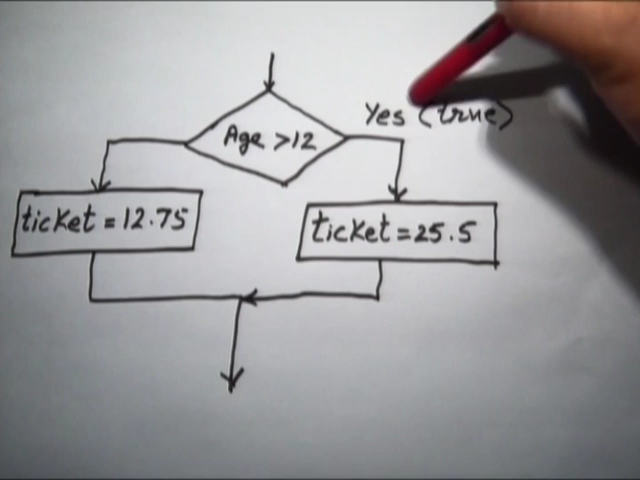 Yes (true)
Age >12
ticket = 12.75
ticket = 25.5